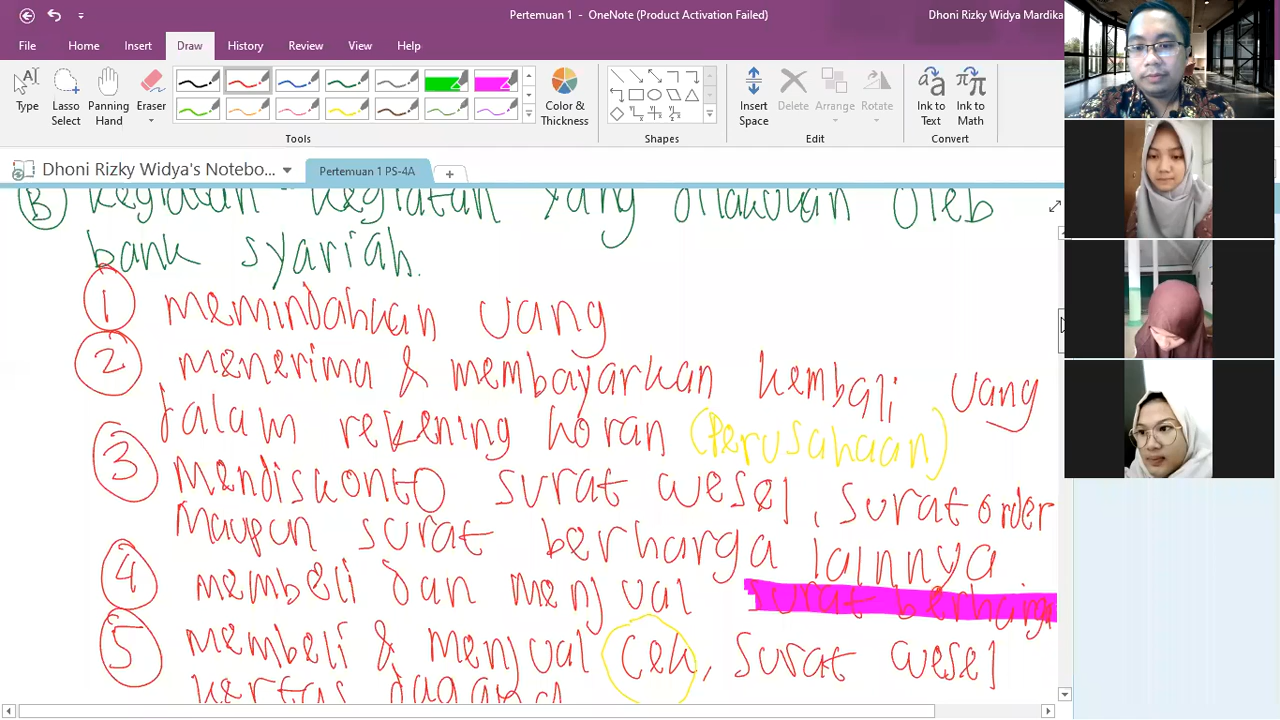 Pertemuan 1 - OneNote (Product Activation Failed)
Dhoni Rizky Widya Mardika
File Home Insert Draw History Review View Help
Type
Lasso Select
Panning Hand
Eraser
Color & Thickness
Insert Space
Delete
Arrange
Rotate
Ink to Text
Ink to Math
Tools
Shapes
Edit
Convert
Dhoni Rizky Widya's Notebo...
Pertemuan 1 PS-4A
(B) kegiatan - kegiatan yang dilakukan oleh
bank syariah.
1 memindahkan uang
2 menerima & membayarkan kembali uang
dalam rekening koran (Perusahaan)
3 mendiskonto surat wesel, surat order
maupun surat berharga lainnya
4 membeli dan menjual surat berharga
5 membeli & menjual cek, surat wesel
kertas dagang